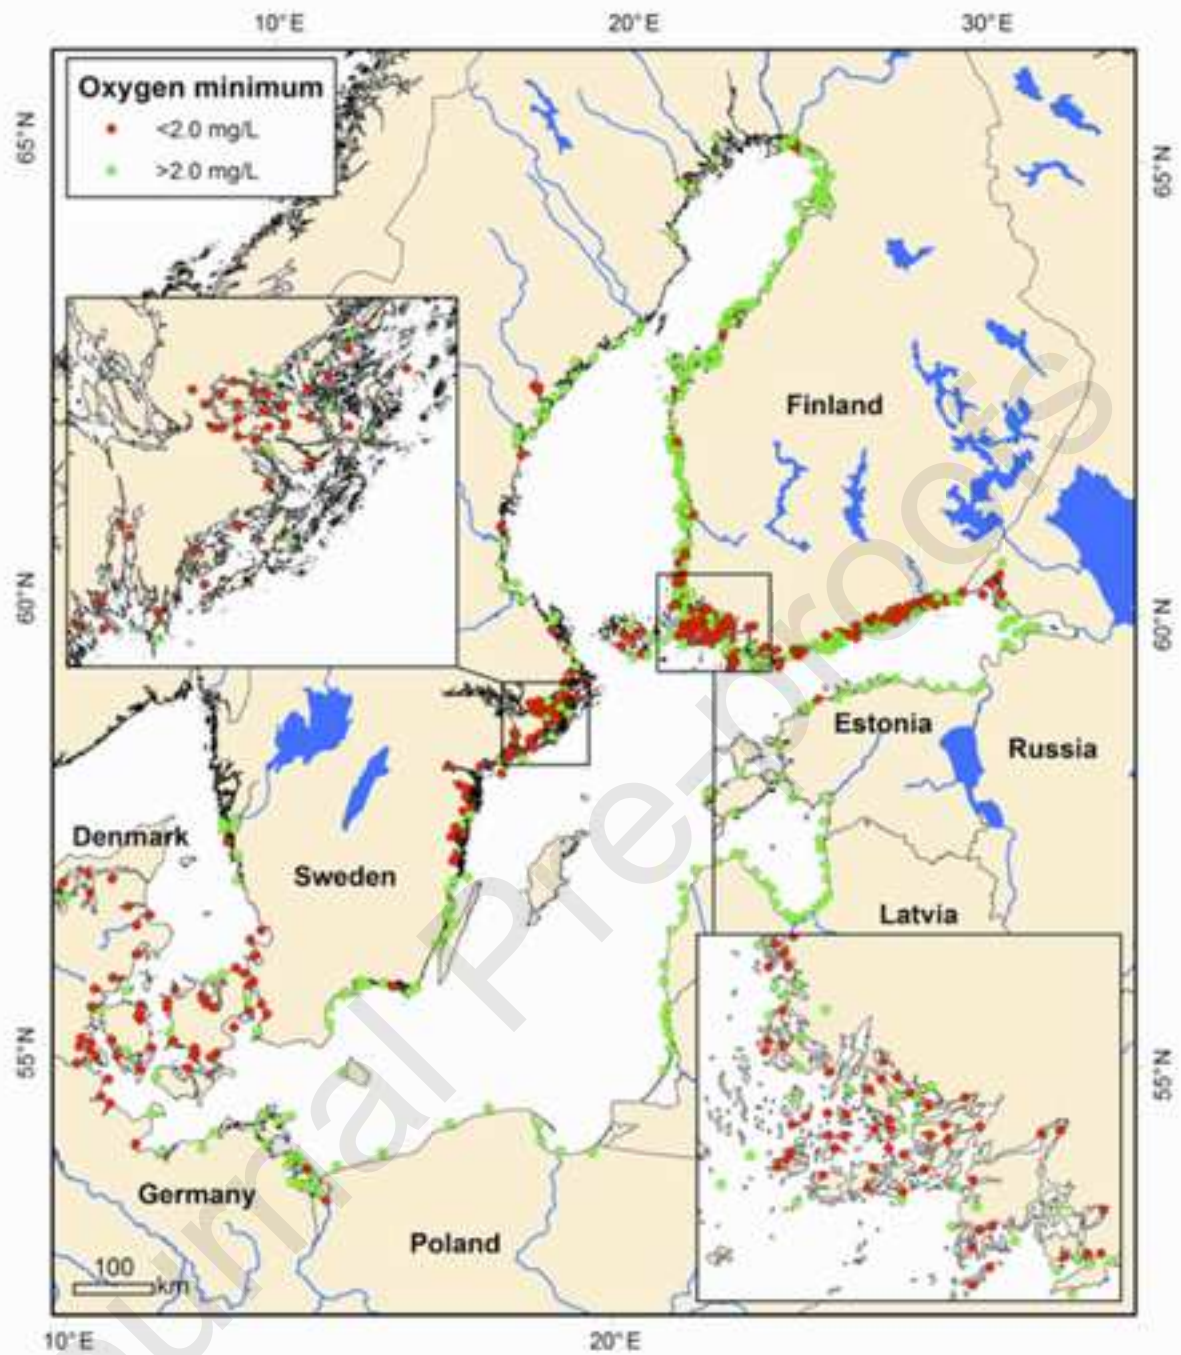 10°E 20°E 30°E
Oxygen minimum
<2.0 mg/L
>2.0 mg/L
65°N
65°N
Finland
60°N
60°N
Estonia
Russia
Denmark
Sweden
Latvia
55°N
55°N
Germany
Poland
100
km
10°E 20°E
Journal Pre-proofs